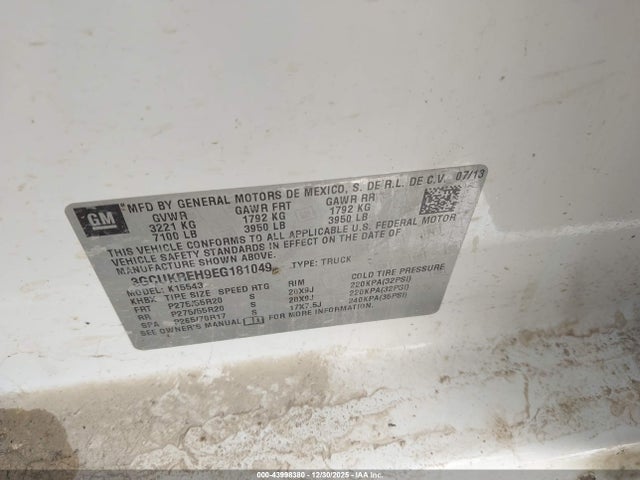 GM
MFD BY GENERAL MOTORS DE MEXICO, S. DE R.L. DE C.V. 07/13
GVWR GAWR FRT GAWR RR
3221 KG 1792 KG 1792 KG
7100 LB 3950 LB 3950 LB
THIS VEHICLE CONFORMS TO ALL APPLICABLE U.S. FEDERAL MOTOR
VEHICLE SAFETY STANDARDS IN EFFECT ON THE DATE OF
MANUFACTURE SHOWN ABOVE.
3GCUKREH9EG181049 TYPE: TRUCK
MODEL: K15543
KHBX TIRE SIZE SPEED RTG RIM COLD TIRE PRESSURE
FRT P275/55R20 S 20X9J 220KPA(32PSI)
RR P275/55R20 S 20X9J 220KPA(32PSI)
SPA P265/70R17 S 17X7.5J 240KPA(35PSI)
SEE OWNER'S MANUAL FOR MORE INFORMATION.
000-43998380 - 12/30/2025 - IAA Inc.